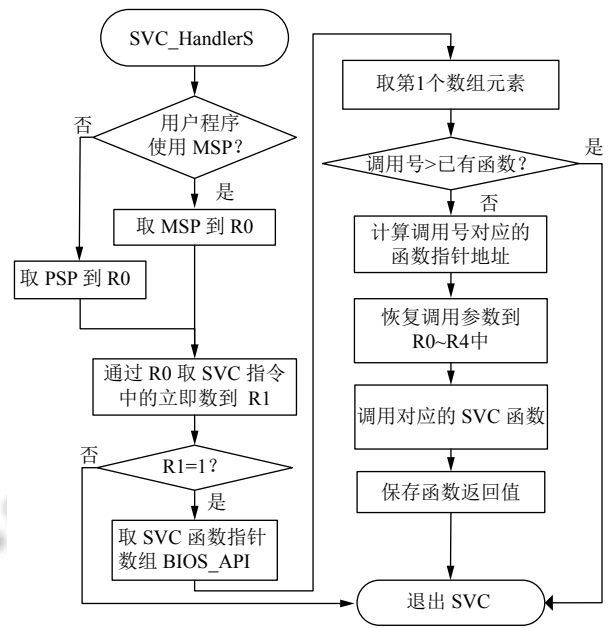 SVC_HandlerS
用户程序
使用 MSP？
否
是
取 MSP 到 R0
取 PSP 到 R0
通过 R0 取 SVC 指令
中的立即数到 R1
否
R1=1？
是
取 SVC 函数指针
数组 BIOS_API
取第1个数组元素
是
调用号>已有函数？
否
计算调用号对应的
函数指针地址
恢复调用参数到
R0~R4中
调用对应的 SVC 函数
保存函数返回值
退出 SVC